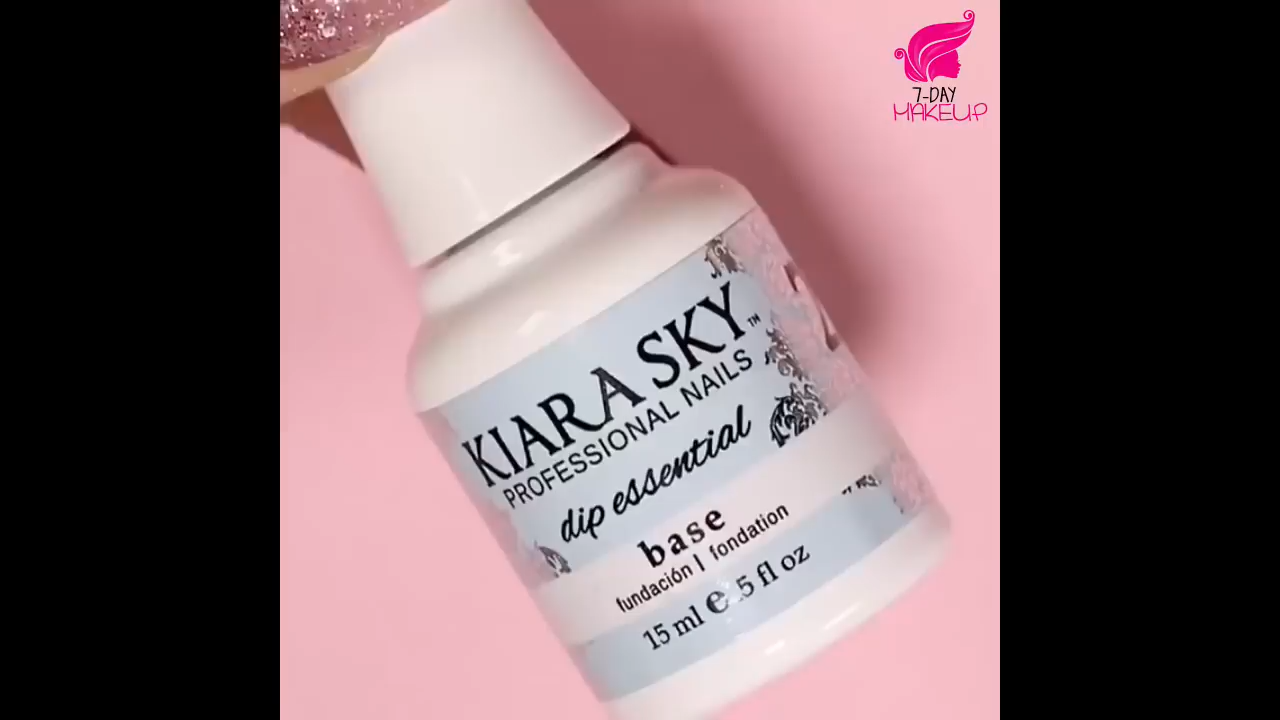 7-DAY
MAKEUP
KIARA SKY™
PROFESSIONAL NAILS
dip essential
base
fundación | fondation
15 ml e .5 fl oz